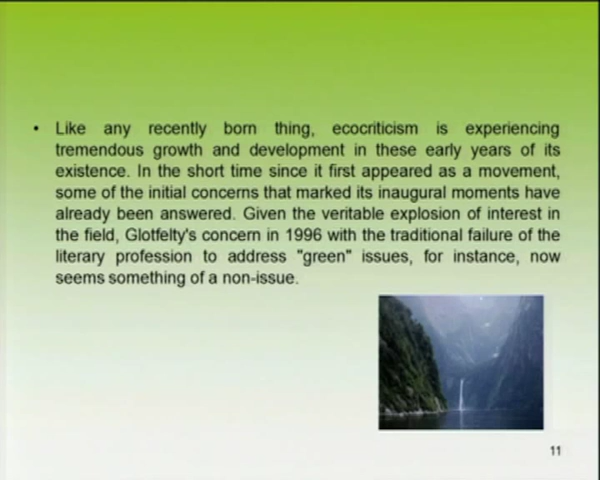 • Like any recently born thing, ecocriticism is experiencing
tremendous growth and development in these early years of its
existence. In the short time since it first appeared as a movement,
some of the initial concerns that marked its inaugural moments have
already been answered. Given the veritable explosion of interest in
the field, Glotfelty's concern in 1996 with the traditional failure of the
literary profession to address "green" issues, for instance, now
seems something of a non-issue.
11